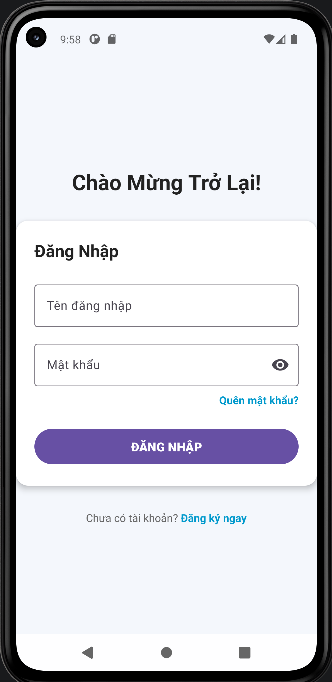 9:58
Chào Mừng Trở Lại!
Đăng Nhập
Tên đăng nhập
Mật khẩu
Quên mật khẩu?
ĐĂNG NHẬP
Chưa có tài khoản? Đăng ký ngay